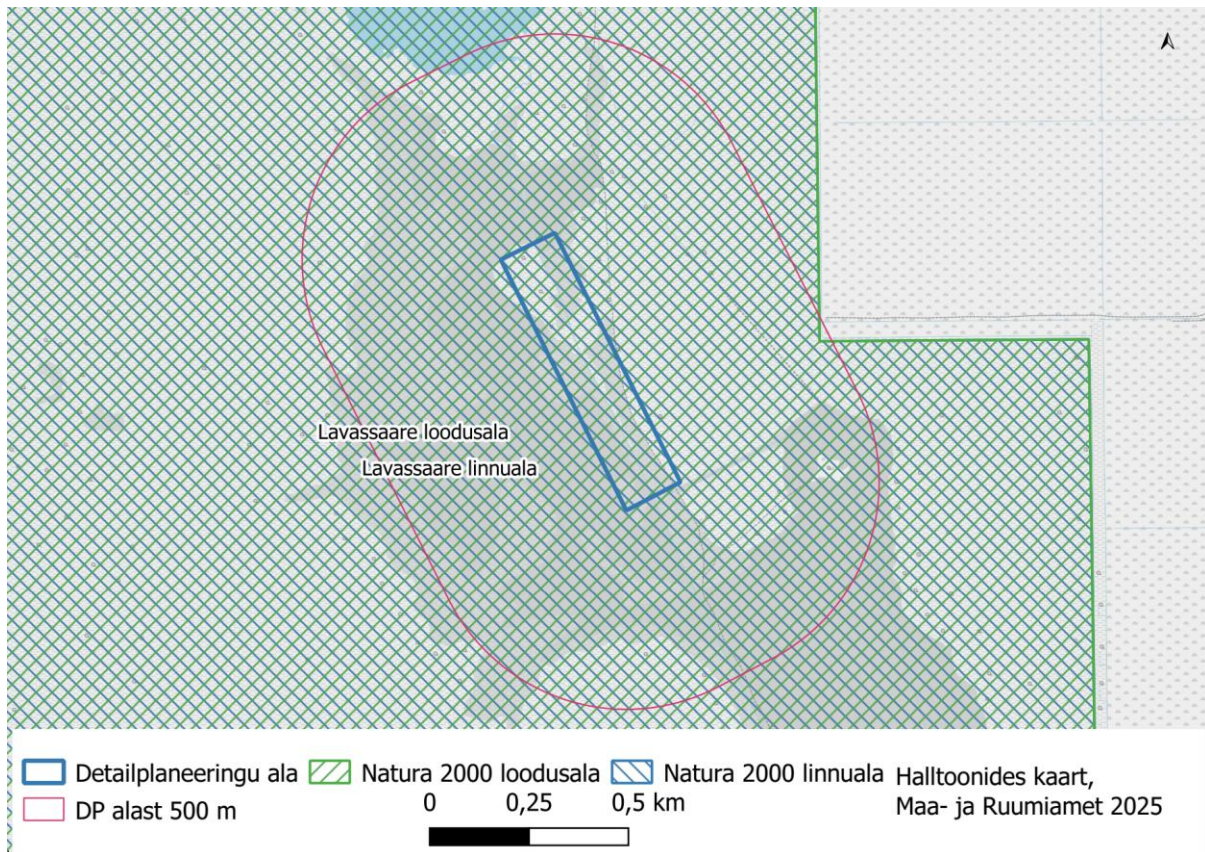 Lavassaare loodusala
Lavassaare linnuala
Detailplaneeringu ala
Natura 2000 loodusala
Natura 2000 linnuala
DP alast 500 m
0 0,25 0,5 km
Halltoonides kaart,
Maa- ja Ruumiamet 2025